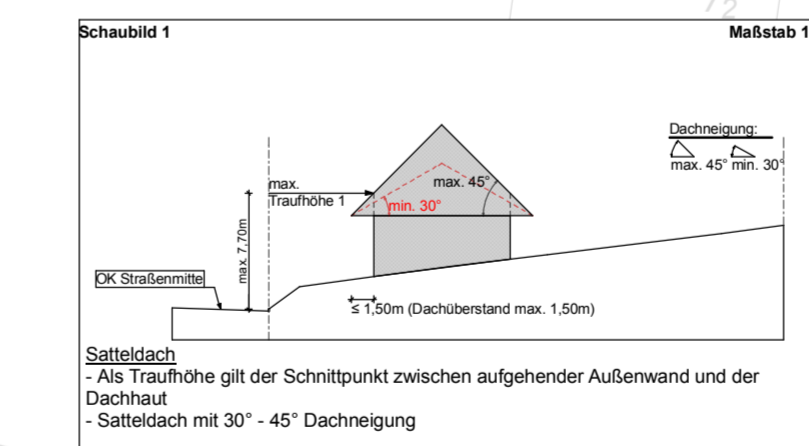 72
Schaubild 1
Maßstab 1
Dachneigung:
max. 45° min. 30°
max. 45°
max.
Traufhöhe 1
min. 30°
max. 7,70m
OK Straßenmitte
≤ 1,50m (Dachüberstand max. 1,50m)
Satteldach
- Als Traufhöhe gilt der Schnittpunkt zwischen aufgehender Außenwand und der
Dachhaut
- Satteldach mit 30° - 45° Dachneigung